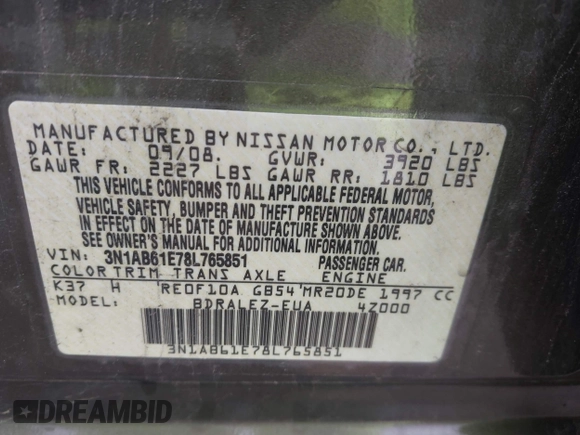 MANUFACTURED BY NISSAN MOTOR CO., LTD.
DATE: 09/08. GVWR: 3920 LBS
GAWR FR: 2227 LBS GAWR RR: 1810 LBS
THIS VEHICLE CONFORMS TO ALL APPLICABLE FEDERAL MOTOR
VEHICLE SAFETY, BUMPER AND THEFT PREVENTION STANDARDS
IN EFFECT ON THE DATE OF MANUFACTURE SHOWN ABOVE.
SEE OWNER'S MANUAL FOR ADDITIONAL INFORMATION.
VIN: 3N1AB61E78L765851 PASSENGER CAR.
COLOR TRIM TRANS AXLE ENGINE
K37 H RE0F10A GB54 MR20DE 1997 CC
MODEL: BDRALEZ-EUA 4Z000
3N1AB61E78L765851
DREAMBID